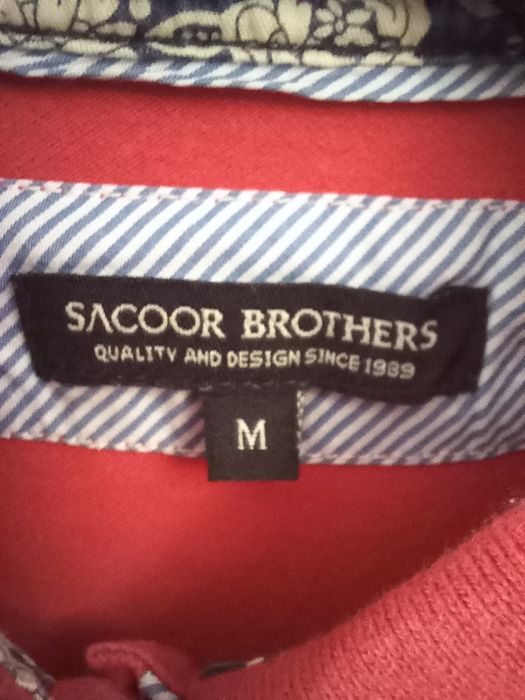 SACOOR BROTHERS
QUALITY AND DESIGN SINCE 1989
M